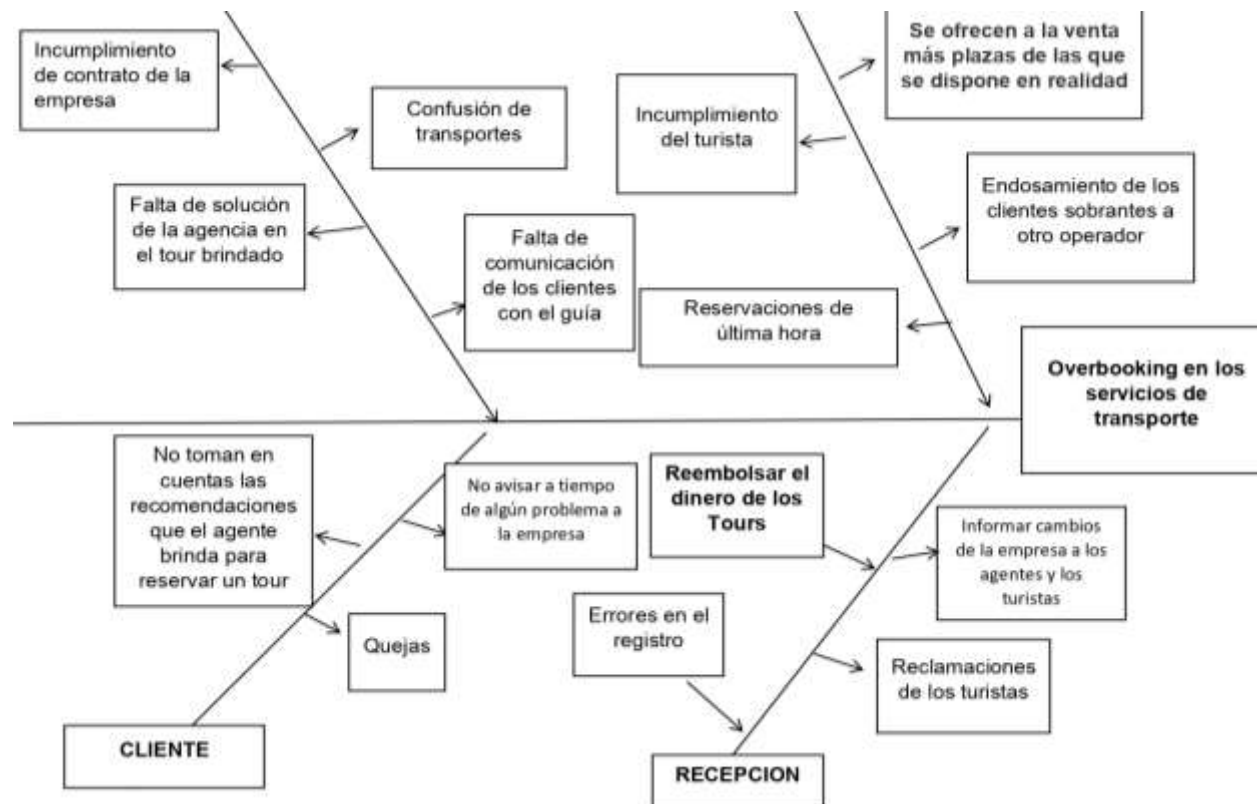 Incumplimiento
de contrato de la
empresa
Confusión de
transportes
Falta de solución
de la agencia en
el tour brindado
Falta de
comunicación
de los clientes
con el guía
Se ofrecen a la venta
más plazas de las que
se dispone en realidad
Incumplimiento
del turista
Endosamiento de los
clientes sobrantes a
otro operador
Reservaciones de
última hora
Overbooking en los
servicios de
transporte
No toman en
cuentas las
recomendaciones
que el agente
brinda para
reservar un tour
No avisar a tiempo
de algún problema a
la empresa
Quejas
CLIENTE
Reembolsar el
dinero de los
Tours
Informar cambios
de la empresa a los
agentes y los
turistas
Errores en el
registro
Reclamaciones
de los turistas
RECEPCION